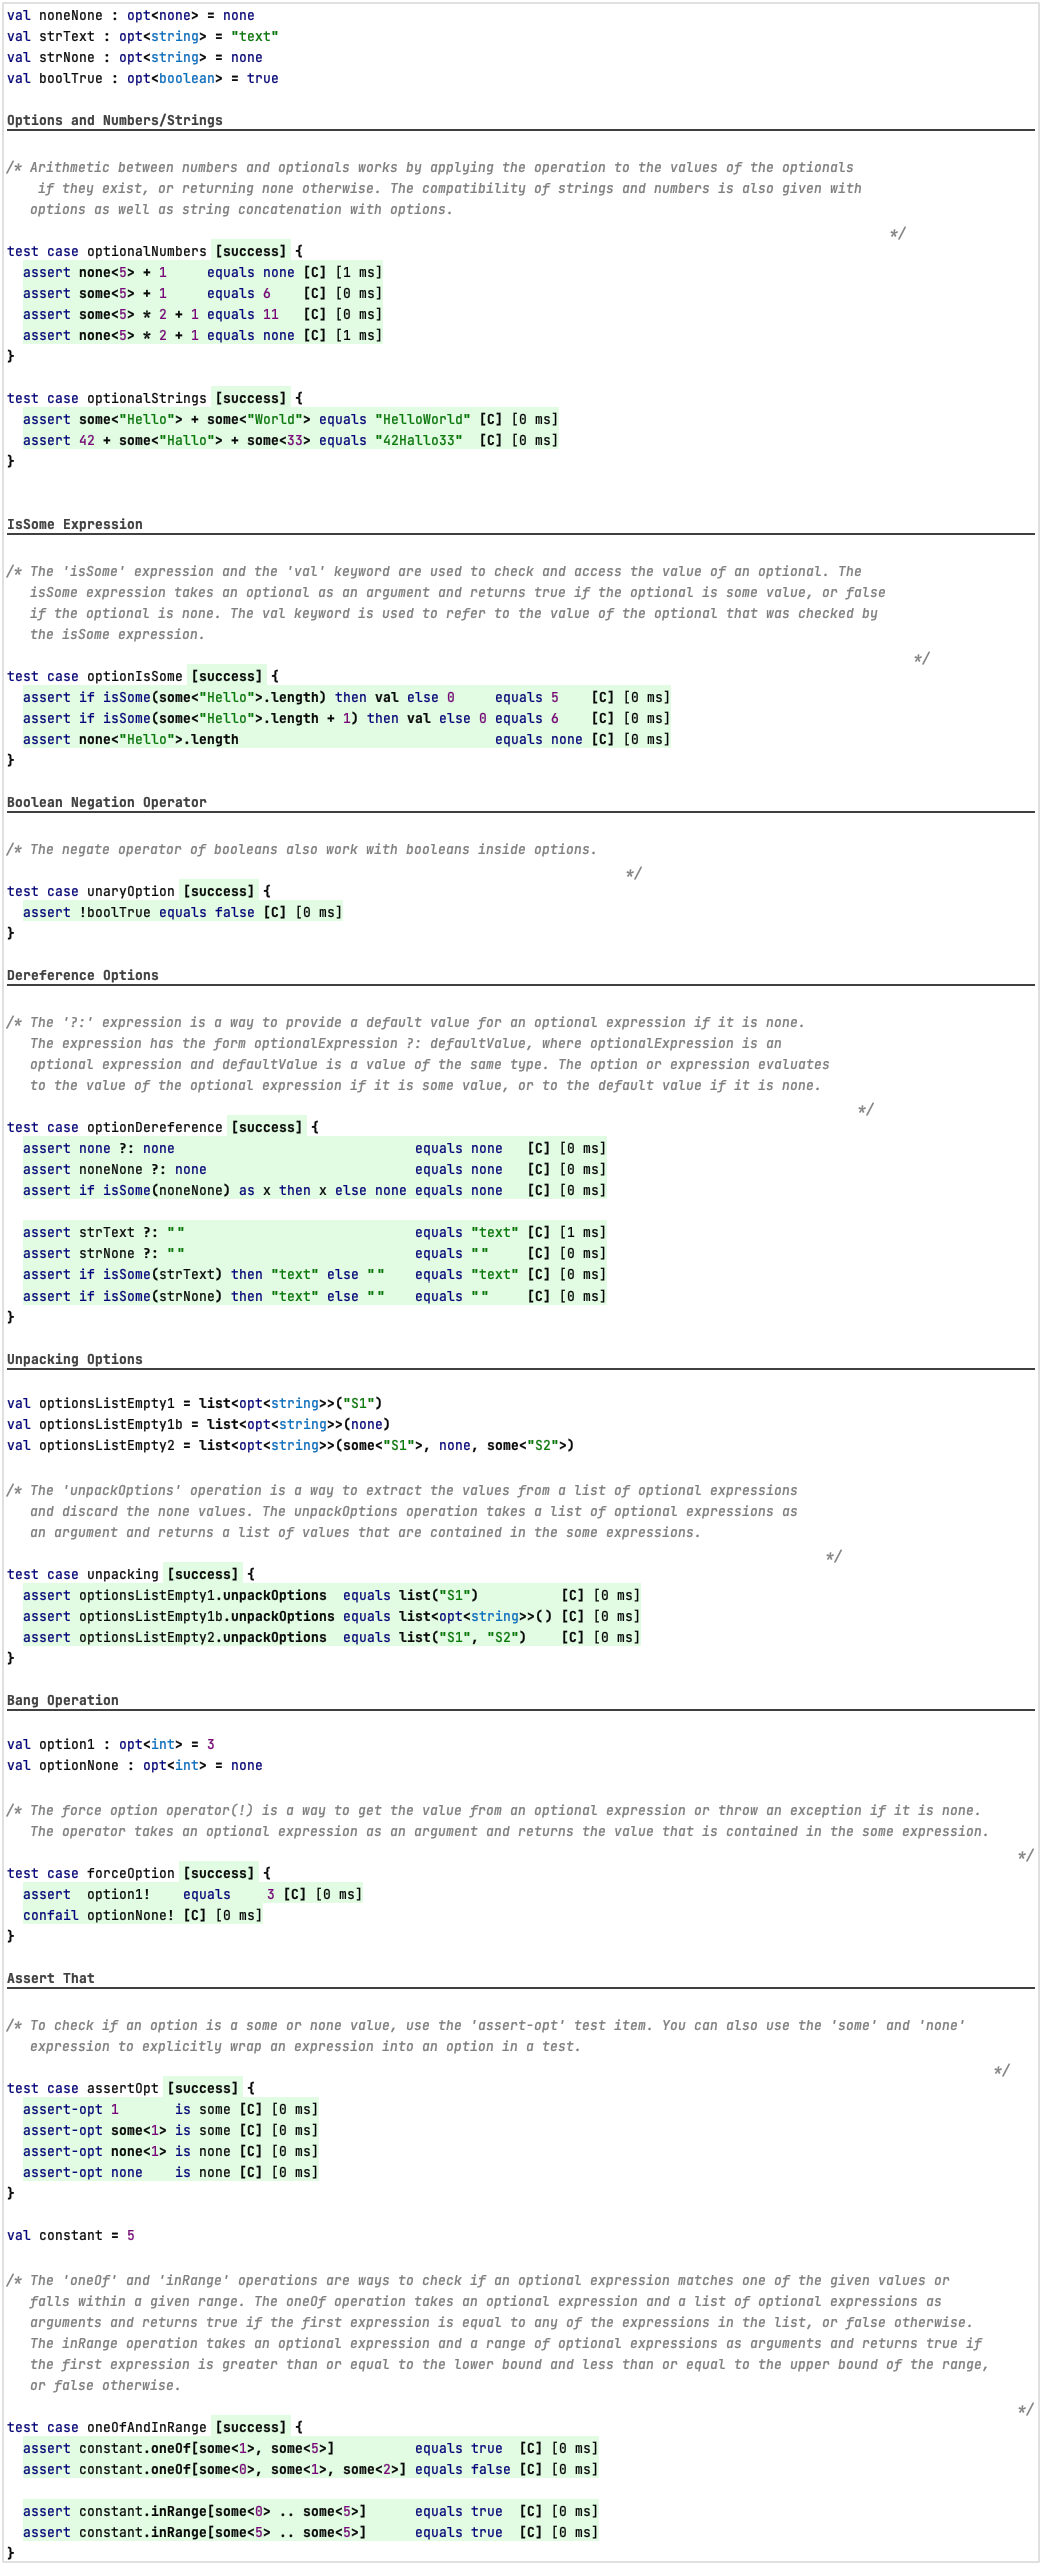 val noneNone : opt<none> = none
val strText : opt<string> = "text"
val strNone : opt<string> = none
val boolTrue : opt<boolean> = true
Options and Numbers/Strings
/* Arithmetic between numbers and optionals works by applying the operation to the values of the optionals
if they exist, or returning none otherwise. The compatibility of strings and numbers is also given with
options as well as string concatenation with options.
*/
test case optionalNumbers [success] {
assert none<5> + 1 equals none [C] [1 ms]
assert some<5> + 1 equals 6 [C] [0 ms]
assert some<5> * 2 + 1 equals 11 [C] [0 ms]
assert none<5> * 2 + 1 equals none [C] [1 ms]
}
test case optionalStrings [success] {
assert some<"Hello"> + some<"World"> equals "HelloWorld" [C] [0 ms]
assert 42 + some<"Hallo"> + some<33> equals "42Hallo33" [C] [0 ms]
}
IsSome Expression
/* The 'isSome' expression and the 'val' keyword are used to check and access the value of an optional. The
isSome expression takes an optional as an argument and returns true if the optional is some value, or false
if the optional is none. The val keyword is used to refer to the value of the optional that was checked by
the isSome expression.
*/
test case optionIsSome [success] {
assert if isSome(some<"Hello">.length) then val else 0 equals 5 [C] [0 ms]
assert if isSome(some<"Hello">.length + 1) then val else 0 equals 6 [C] [0 ms]
assert none<"Hello">.length equals none [C] [0 ms]
}
Boolean Negation Operator
/* The negate operator of booleans also work with booleans inside options.
*/
test case unaryOption [success] {
assert !boolTrue equals false [C] [0 ms]
}
Dereference Options
/* The '?:' expression is a way to provide a default value for an optional expression if it is none.
The expression has the form optionalExpression ?: defaultValue, where optionalExpression is an
optional expression and defaultValue is a value of the same type. The option or expression evaluates
to the value of the optional expression if it is some value, or to the default value if it is none.
*/
test case optionDereference [success] {
assert none ?: none equals none [C] [0 ms]
assert noneNone ?: none equals none [C] [0 ms]
assert if isSome(noneNone) as x then x else none equals none [C] [0 ms]
assert strText ?: "" equals "text" [C] [1 ms]
assert strNone ?: "" equals "" [C] [0 ms]
assert if isSome(strText) then "text" else "" equals "text" [C] [0 ms]
assert if isSome(strNone) then "text" else "" equals "" [C] [0 ms]
}
Unpacking Options
val optionsListEmpty1 = list<opt<string>>("S1")
val optionsListEmpty1b = list<opt<string>>(none)
val optionsListEmpty2 = list<opt<string>>(some<"S1">, none, some<"S2">)
/* The 'unpackOptions' operation is a way to extract the values from a list of optional expressions
and discard the none values. The unpackOptions operation takes a list of optional expressions as
an argument and returns a list of values that are contained in the some expressions.
*/
test case unpacking [success] {
assert optionsListEmpty1.unpackOptions equals list("S1") [C] [0 ms]
assert optionsListEmpty1b.unpackOptions equals list<opt<string>>() [C] [0 ms]
assert optionsListEmpty2.unpackOptions equals list("S1", "S2") [C] [0 ms]
}
Bang Operation
val option1 : opt<int> = 3
val optionNone : opt<int> = none
/* The force option operator(!) is a way to get the value from an optional expression or throw an exception if it is none.
The operator takes an optional expression as an argument and returns the value that is contained in the some expression.
*/
test case forceOption [success] {
assert option1! equals 3 [C] [0 ms]
confail optionNone! [C] [0 ms]
}
Assert That
/* To check if an option is a some or none value, use the 'assert-opt' test item. You can also use the 'some' and 'none'
expression to explicitly wrap an expression into an option in a test.
*/
test case assertOpt [success] {
assert-opt 1 is some [C] [0 ms]
assert-opt some<1> is some [C] [0 ms]
assert-opt none<1> is none [C] [0 ms]
assert-opt none is none [C] [0 ms]
}
val constant = 5
/* The 'oneOf' and 'inRange' operations are ways to check if an optional expression matches one of the given values or
falls within a given range. The oneOf operation takes an optional expression and a list of optional expressions as
arguments and returns true if the first expression is equal to any of the expressions in the list, or false otherwise.
The inRange operation takes an optional expression and a range of optional expressions as arguments and returns true if
the first expression is greater than or equal to the lower bound and less than or equal to the upper bound of the range,
or false otherwise.
*/
test case oneOfAndInRange [success] {
assert constant.oneOf[some<1>, some<5>] equals true [C] [0 ms]
assert constant.oneOf[some<0>, some<1>, some<2>] equals false [C] [0 ms]
assert constant.inRange[some<0> .. some<5>] equals true [C] [0 ms]
assert constant.inRange[some<5> .. some<5>] equals true [C] [0 ms]
}